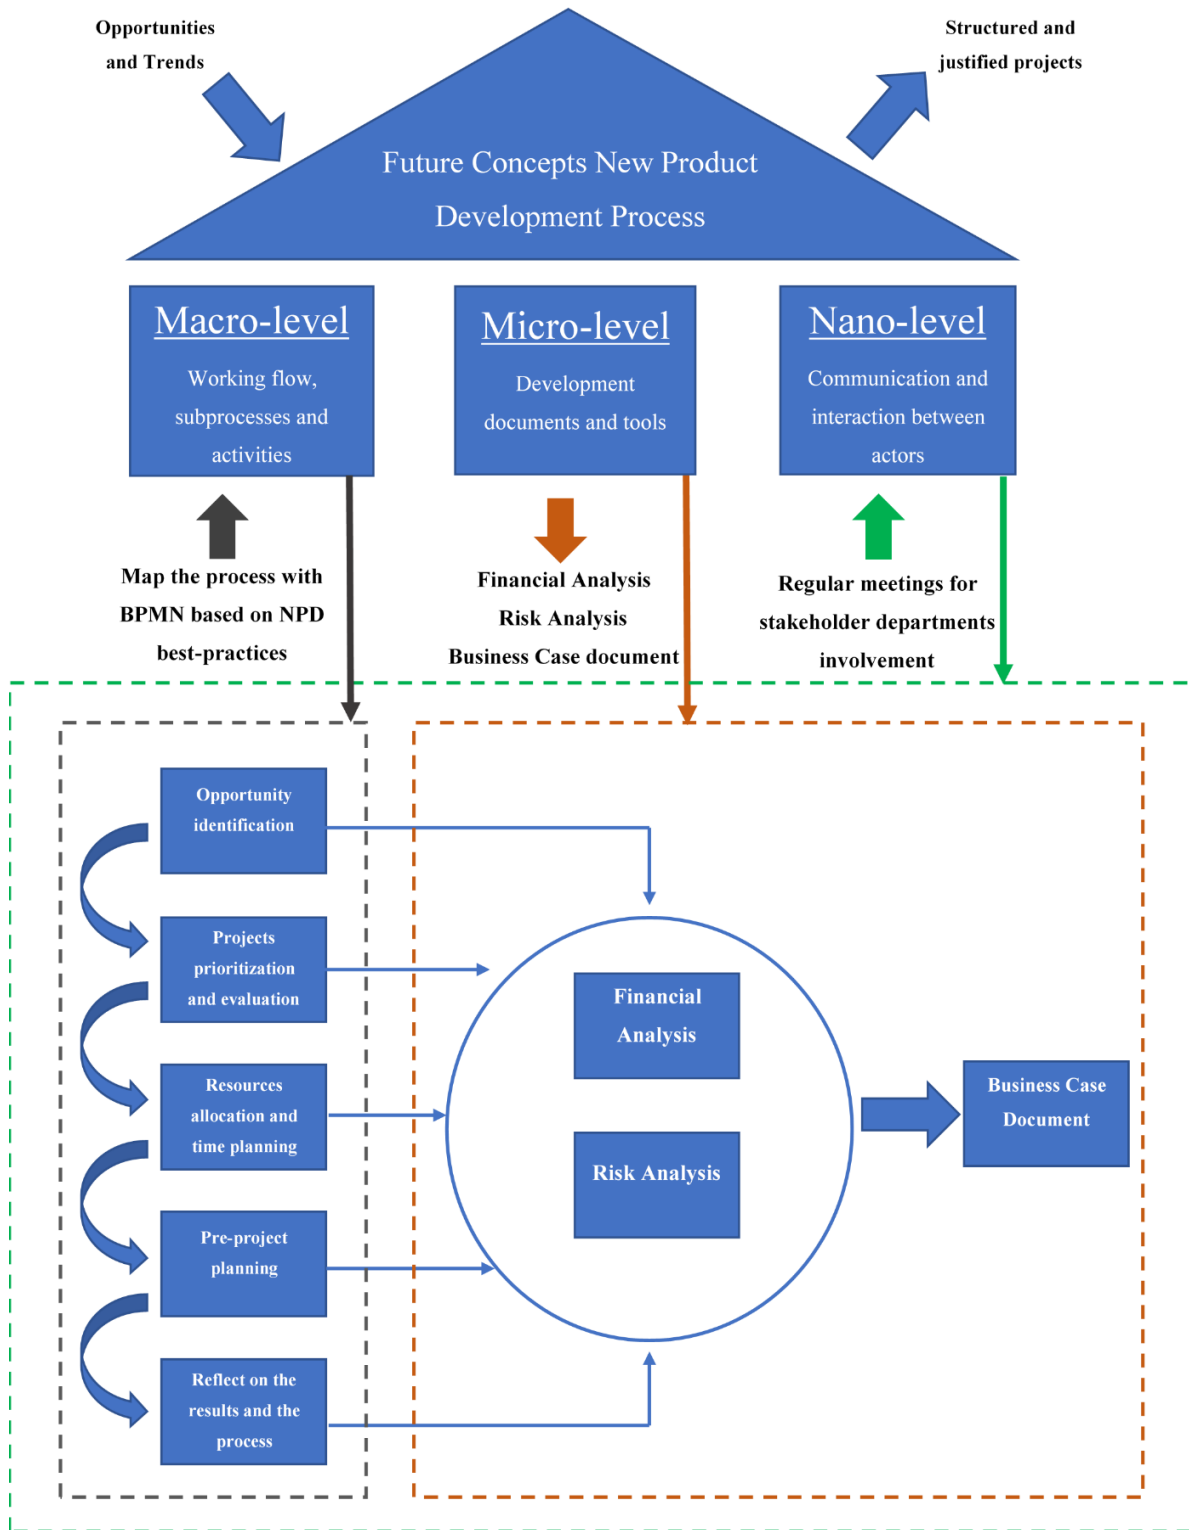 Opportunities
and Trends
Structured and
justified projects
Future Concepts New Product
Development Process
Macro-level
Working flow,
subprocesses and
activities
Micro-level
Development
documents and tools
Nano-level
Communication and
interaction between
actors
Map the process with
BPMN based on NPD
best-practices
Financial Analysis
Risk Analysis
Business Case document
Regular meetings for
stakeholder departments
involvement
Opportunity
identification
Projects
prioritization
and evaluation
Resources
allocation and
time planning
Pre-project
planning
Reflect on the
results and the
process
Financial
Analysis
Risk Analysis
Business Case
Document